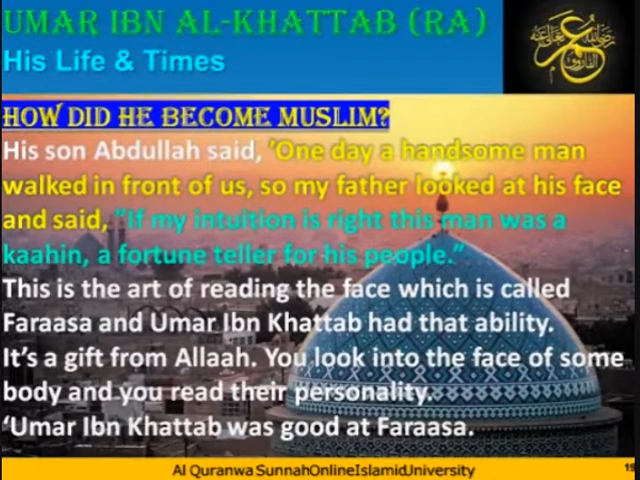 UMAR IBN AL-KHATTAB (RA)
His Life & Times
HOW DID HE BECOME MUSLIM?
His son Abdullah said, 'One day a handsome man
walked in front of us, so my father looked at his face
and said, "If my intuition is right this man was a
kaahin, a fortune teller for his people."
This is the art of reading the face which is called
Faraasa and Umar Ibn Khattab had that ability.
It's a gift from Allaah. You look into the face of some
body and you read their personality.
'Umar Ibn Khattab was good at Faraasa.
Al Quranwa SunnahOnlineIslamicUniversity